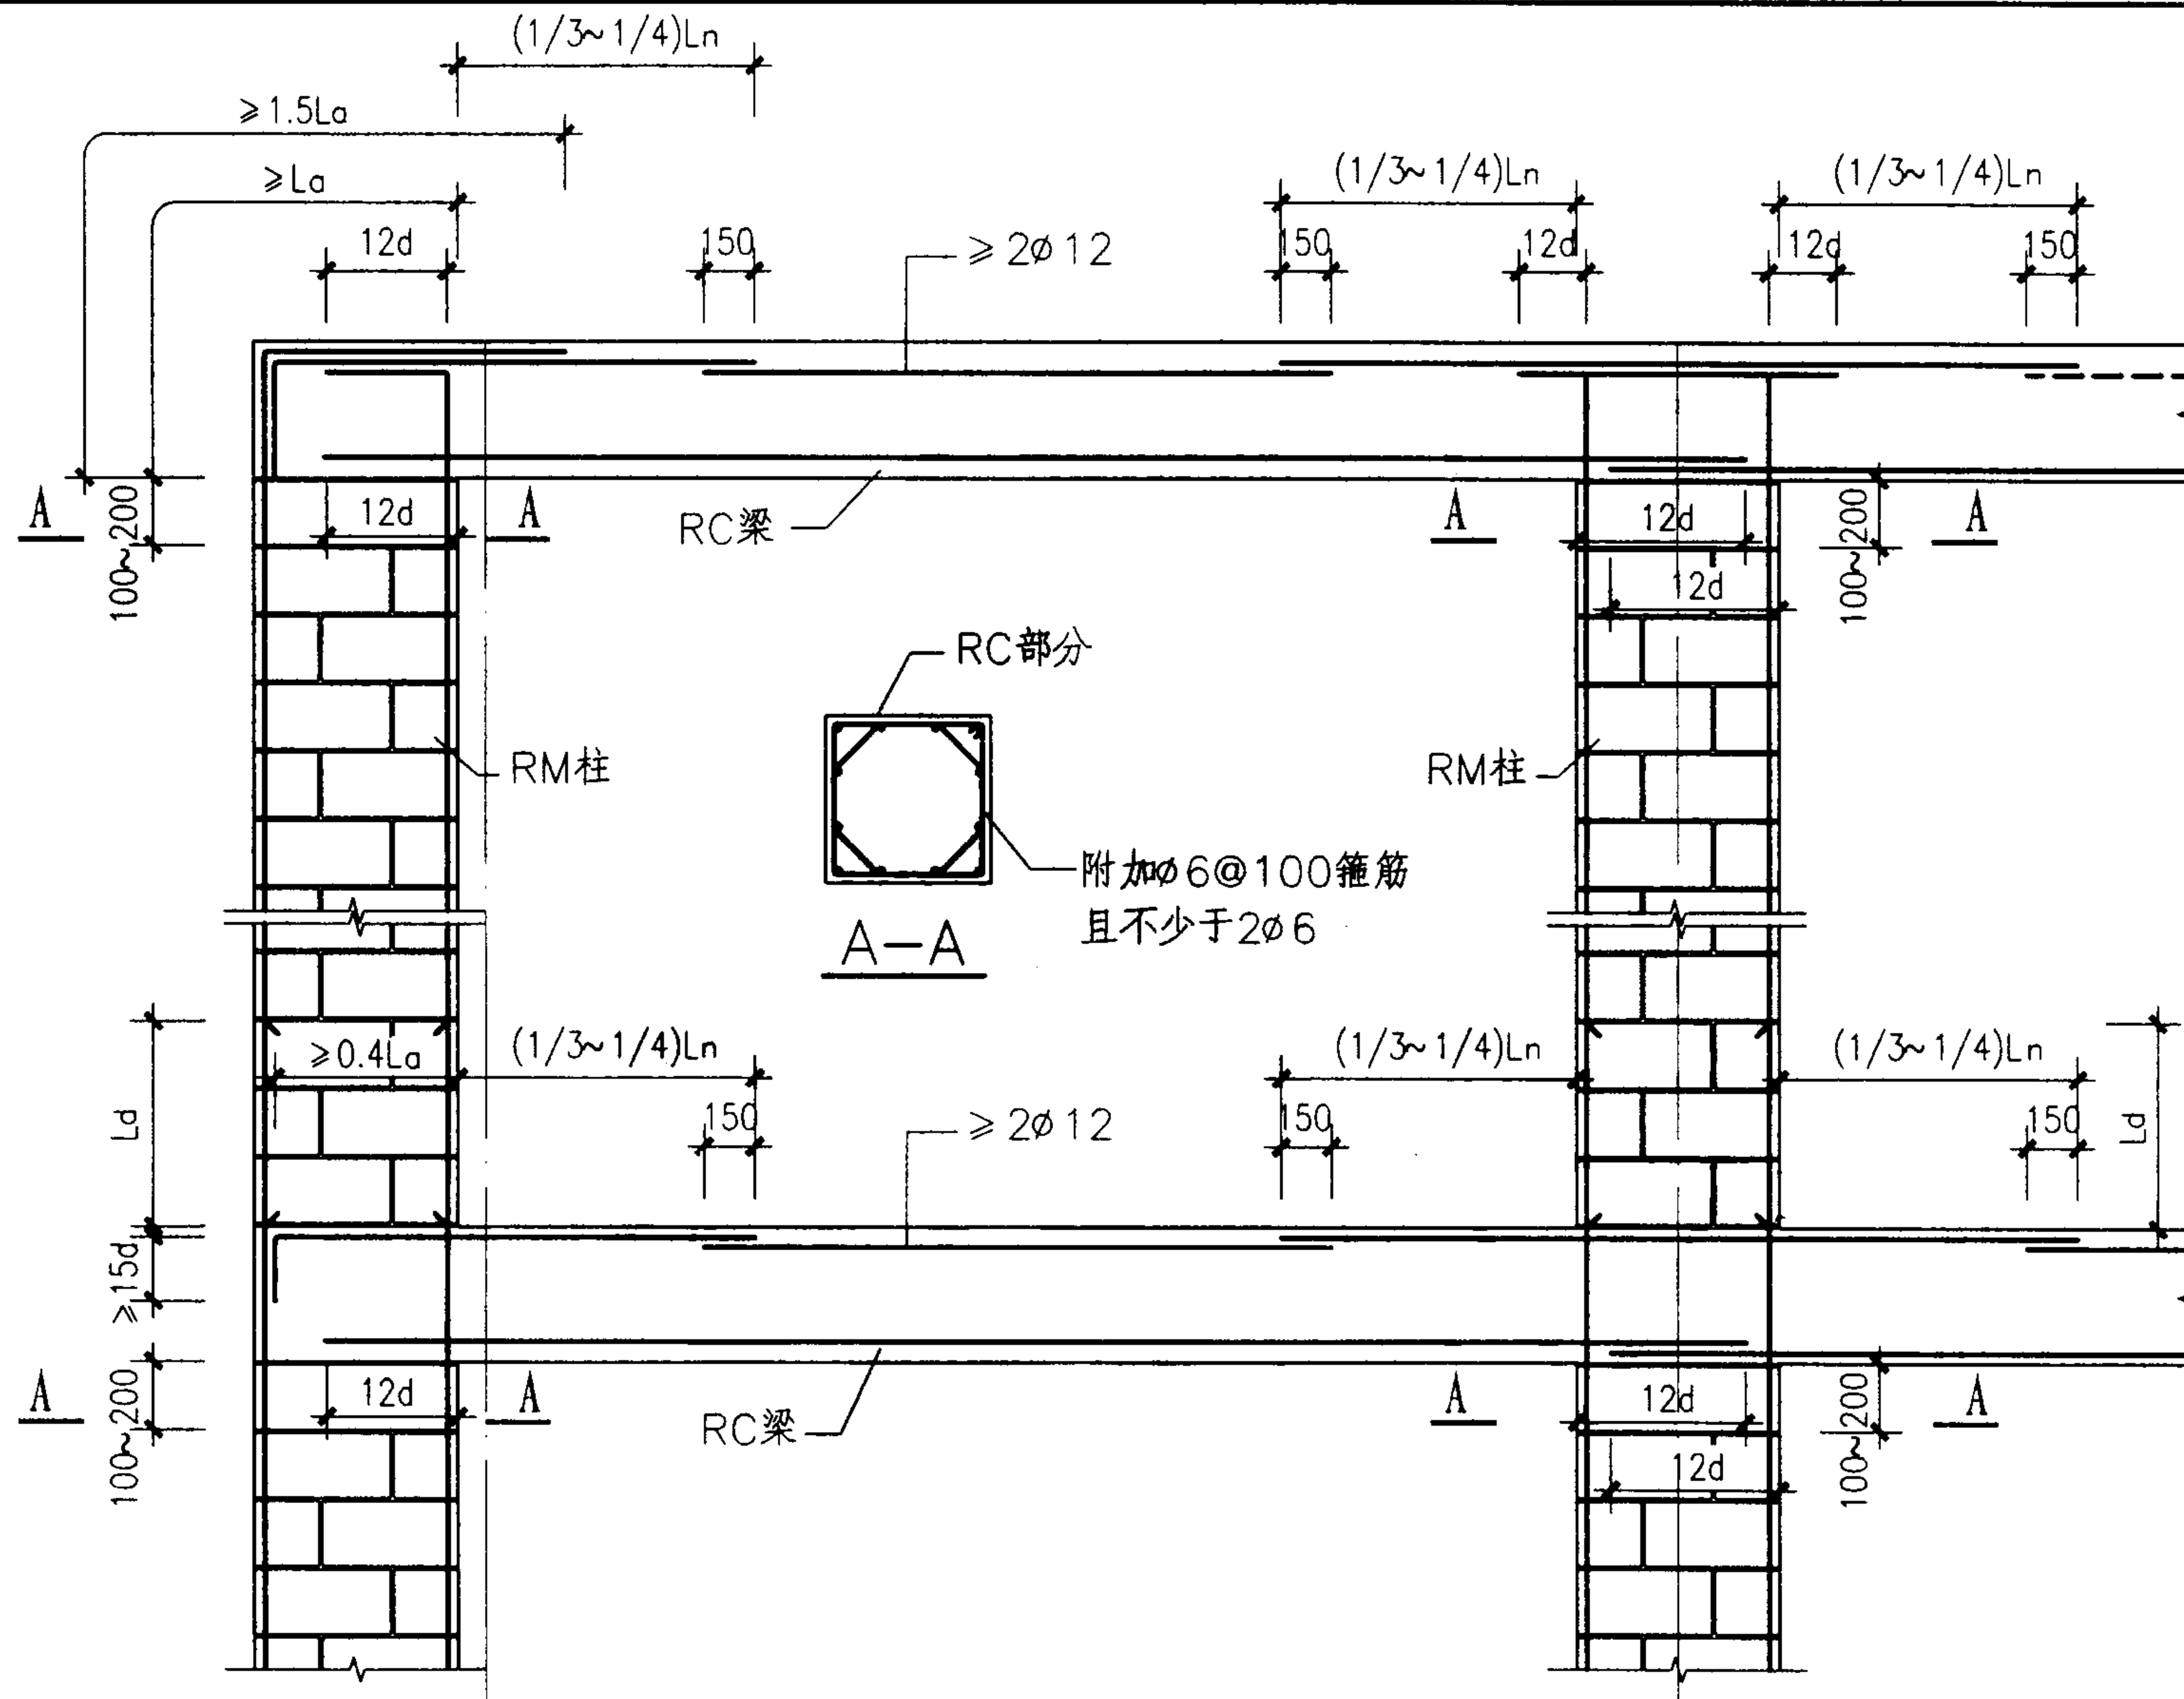 (1/3~1/4)Ln
≥1.5La
≥La
(1/3~1/4)Ln
(1/3~1/4)Ln
12d
150
≥2ø12
150
12d
12d
150
A
100~200
12d
A
RC梁
A
12d
100~200
A
12d
RC部分
RM柱
RM柱
附加ø6@100箍筋
且不少于2ø6
A-A
≥0.4La
(1/3~1/4)Ln
(1/3~1/4)Ln
(1/3~1/4)Ln
Ld
150
≥2ø12
150
150
Ld
≥15d
A
100~200
12d
A
RC梁
A
12d
100~200
A
12d